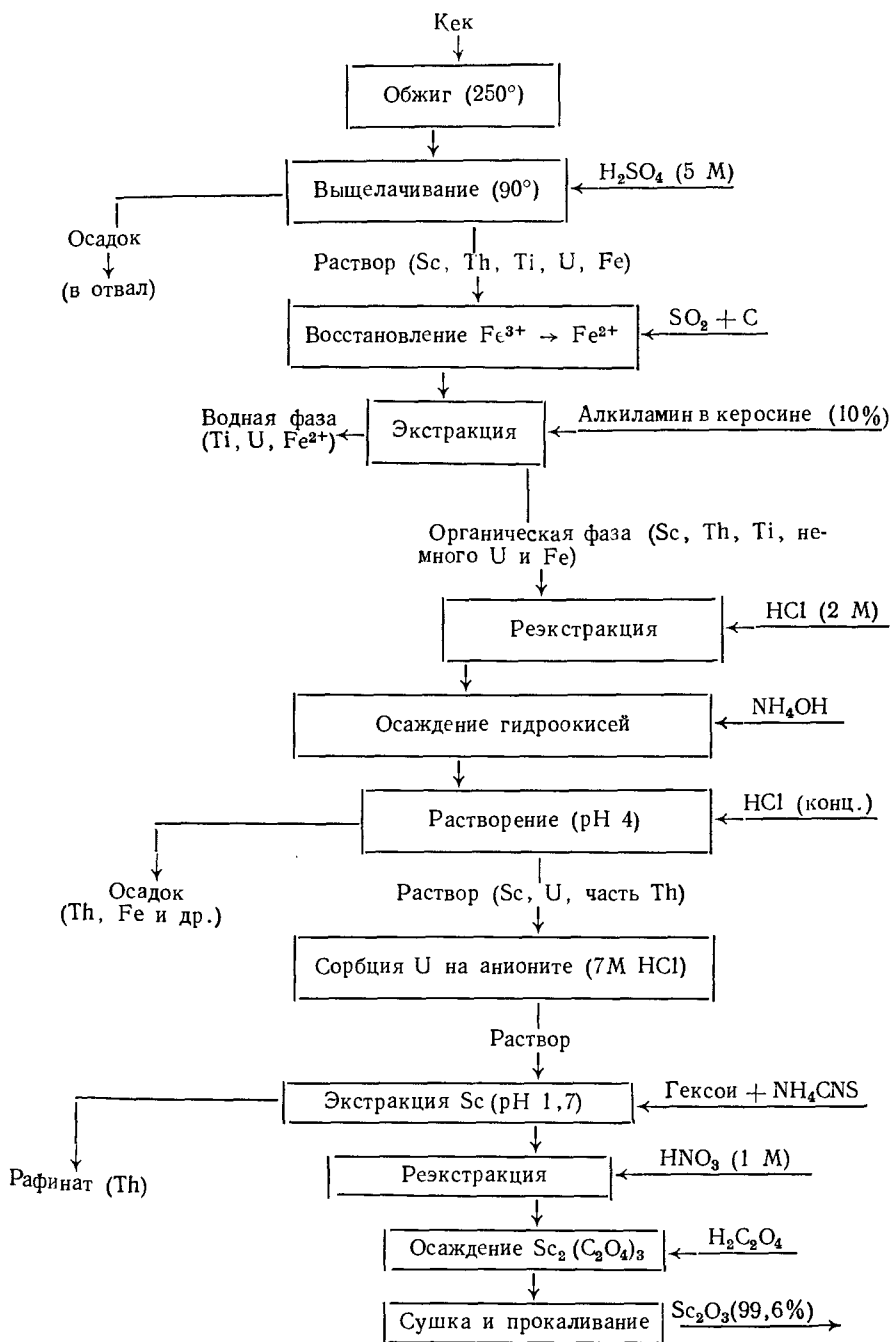 Кек
Обжиг (250°)
Выщелачивание (90°)
H₂SO₄ (5 М)
Осадок
(в отвал)
Раствор (Sc, Th, Ti, U, Fe)
Восстановление Fe³⁺ → Fe²⁺
SO₂ + C
Водная фаза
(Ti, U, Fe²⁺)
Экстракция
Алкиламин в керосине (10%)
Органическая фаза (Sc, Th, Ti, не-
много U и Fe)
Реэкстракция
HCl (2 М)
Осаждение гидроокисей
NH₄OH
Растворение (pH 4)
HCl (конц.)
Осадок
(Th, Fe и др.)
Раствор (Sc, U, часть Th)
Сорбция U на анионите (7М HCl)
Раствор
Экстракция Sc (pH 1,7)
Гексои + NH₄CNS
Рафинат (Th)
Реэкстракция
HNO₃ (1 М)
Осаждение Sc₂(C₂O₄)₃
H₂C₂O₄
Сушка и прокаливание
Sc₂O₃(99,6%)